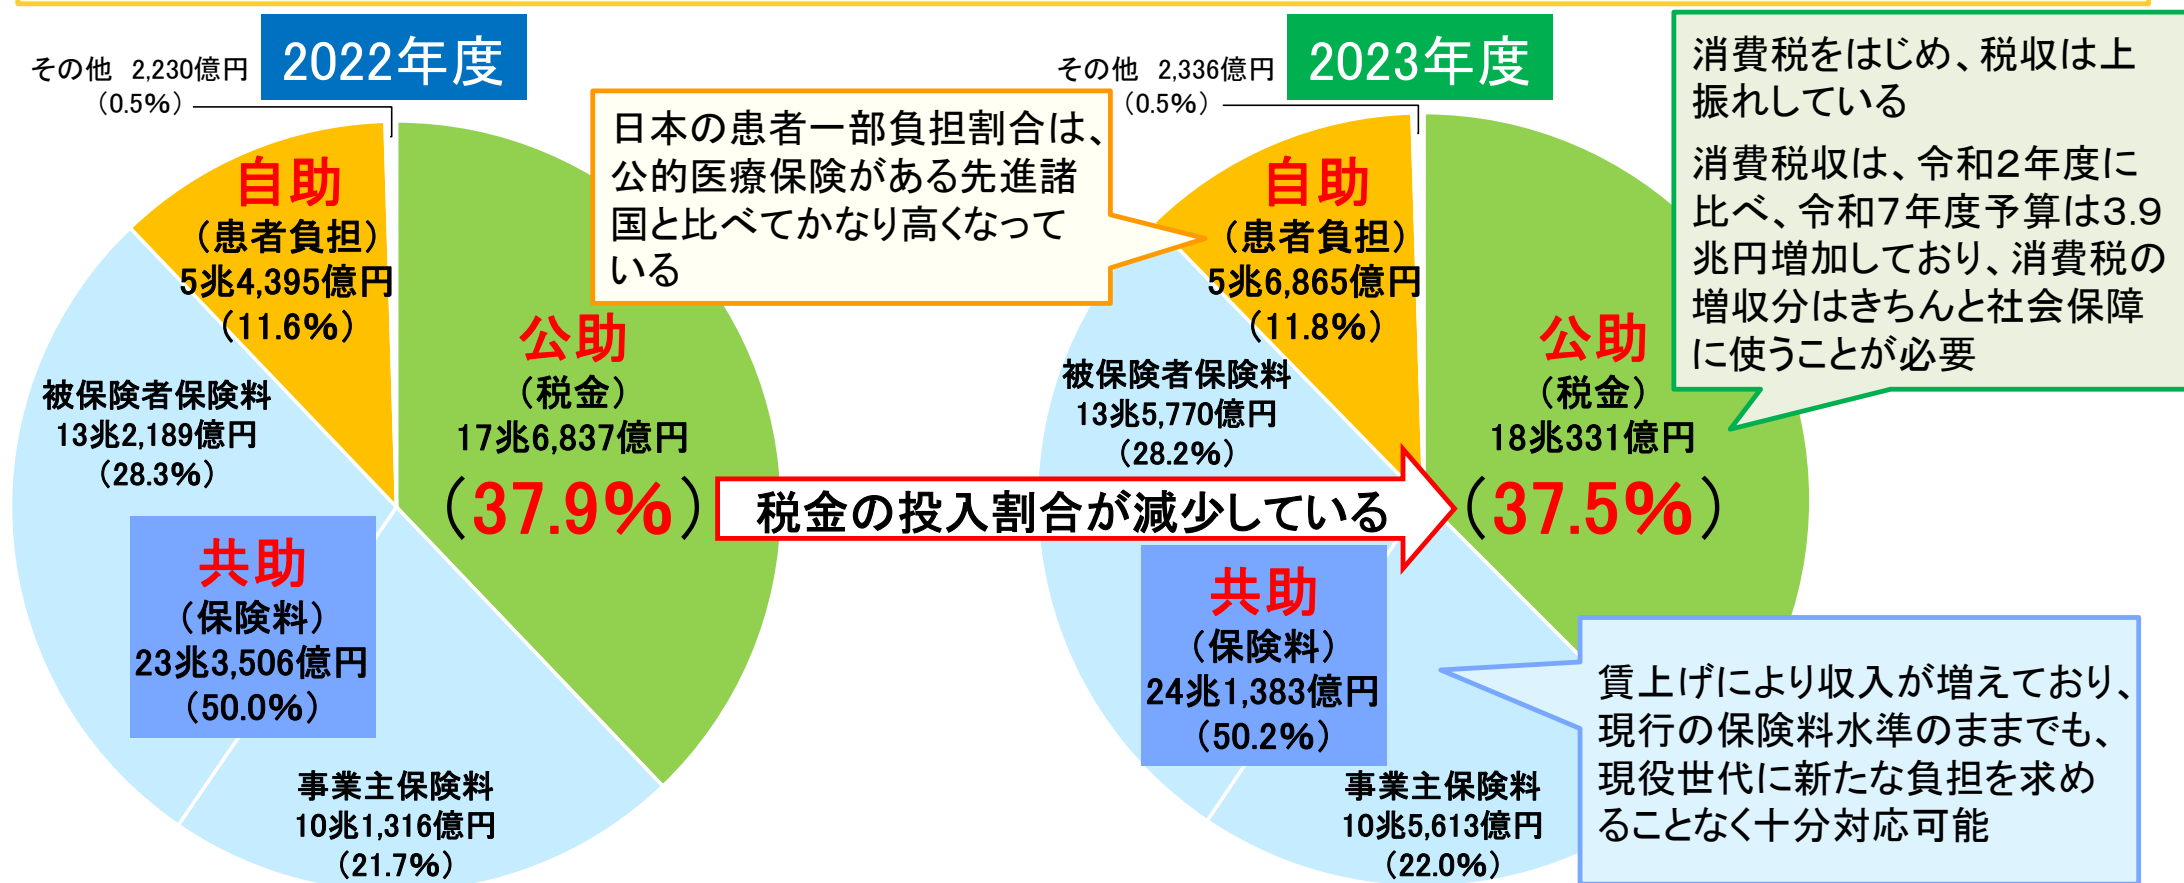 2022年度
その他 2,230億円
(0.5%)
自助
(患者負担)
5兆4,395億円
(11.6%)
公助
(税金)
17兆6,837億円
(37.9%)
被保険者保険料
13兆2,189億円
(28.3%)
共助
(保険料)
23兆3,506億円
(50.0%)
事業主保険料
10兆1,316億円
(21.7%)
日本の患者一部負担割合は、
公的医療保険がある先進諸
国と比べてかなり高くなって
いる
税金の投入割合が減少している
2023年度
その他 2,336億円
(0.5%)
自助
(患者負担)
5兆6,865億円
(11.8%)
公助
(税金)
18兆331億円
(37.5%)
被保険者保険料
13兆5,770億円
(28.2%)
共助
(保険料)
24兆1,383億円
(50.2%)
事業主保険料
10兆5,613億円
(22.0%)
消費税をはじめ、税収は上
振れしている
消費税収は、令和2年度に
比べ、令和7年度予算は3.9
兆円増加しており、消費税の
増収分はきちんと社会保障
に使うことが必要
賃上げにより収入が増えており、
現行の保険料水準のままでも、
現役世代に新たな負担を求め
ることなく十分対応可能